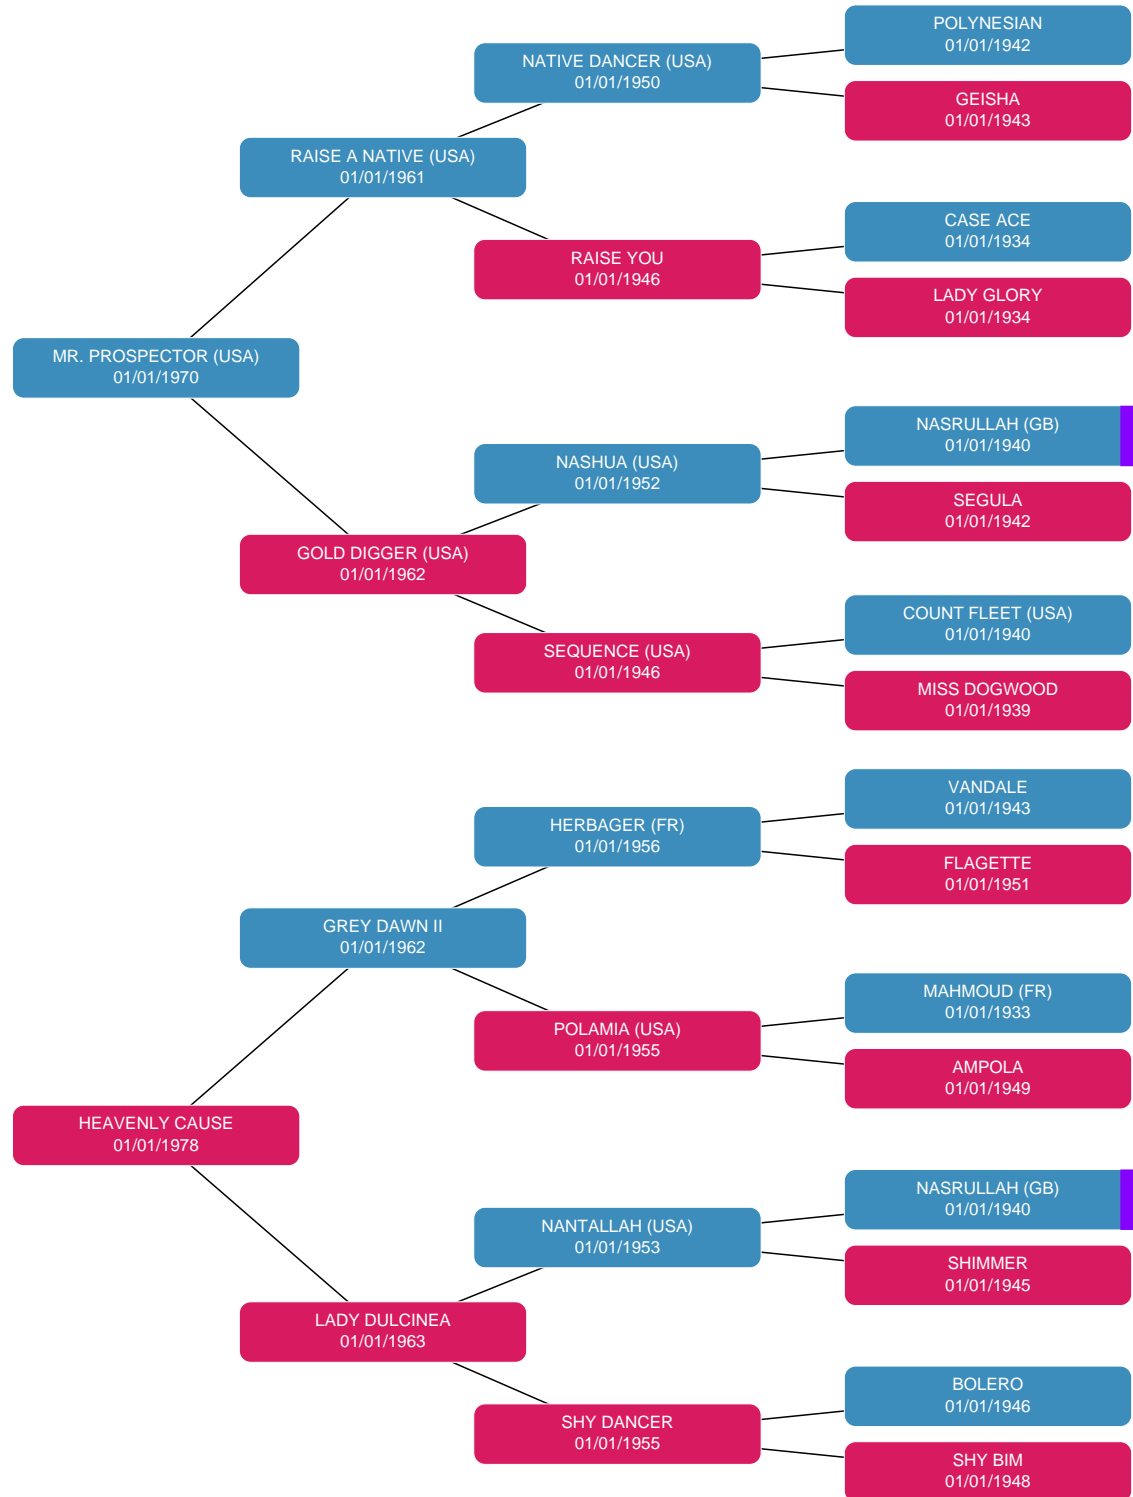 POLYNESIAN
01/01/1942
NATIVE DANCER (USA)
01/01/1950
GEISHA
01/01/1943
RAISE A NATIVE (USA)
01/01/1961
CASE ACE
01/01/1934
RAISE YOU
01/01/1946
LADY GLORY
01/01/1934
MR. PROSPECTOR (USA)
01/01/1970
NASRULLAH (GB)
01/01/1940
NASHUA (USA)
01/01/1952
SEGULA
01/01/1942
GOLD DIGGER (USA)
01/01/1962
COUNT FLEET (USA)
01/01/1940
SEQUENCE (USA)
01/01/1946
MISS DOGWOOD
01/01/1939
VANDALE
01/01/1943
HERBAGER (FR)
01/01/1956
FLAGETTE
01/01/1951
GREY DAWN II
01/01/1962
MAHMOUD (FR)
01/01/1933
POLAMIA (USA)
01/01/1955
AMPOLA
01/01/1949
HEAVENLY CAUSE
01/01/1978
NASRULLAH (GB)
01/01/1940
NANTALLAH (USA)
01/01/1953
SHIMMER
01/01/1945
LADY DULCINEA
01/01/1963
BOLERO
01/01/1946
SHY DANCER
01/01/1955
SHY BIM
01/01/1948